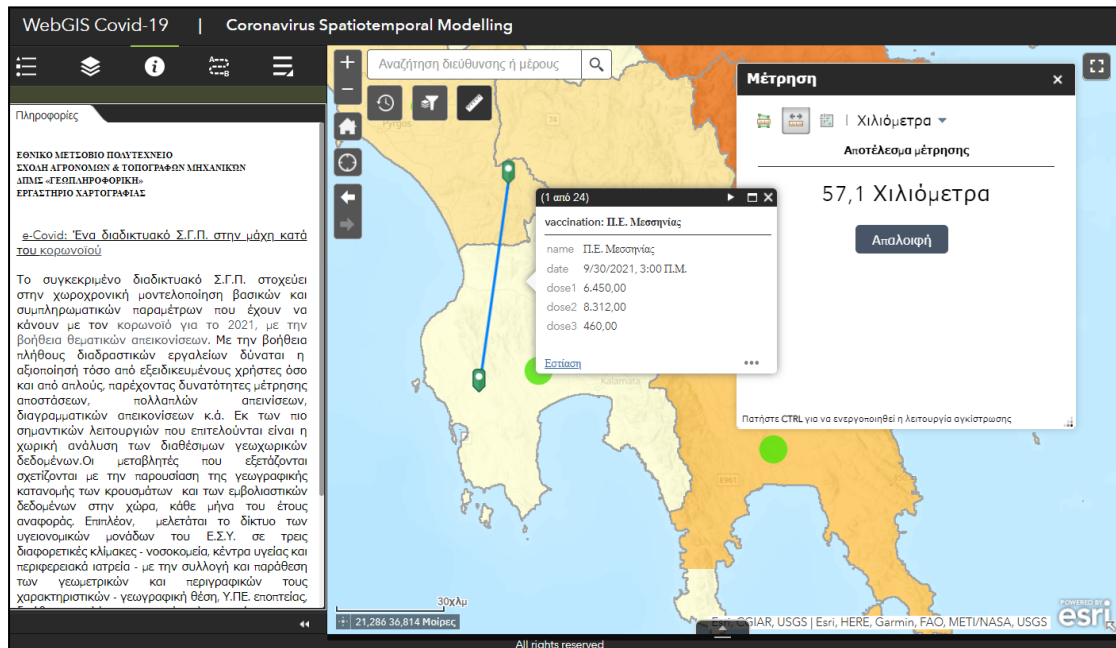 WebGIS Covid-19 | Coronavirus Spatiotemporal Modelling
Πληροφορίες
ΕΘΝΙΚΟ ΜΕΤΣΟΒΙΟ ΠΟΛΥΤΕΧΝΕΙΟ
ΣΧΟΛΗ ΑΓΡΟΝΟΜΩΝ & ΤΟΠΟΓΡΑΦΩΝ ΜΗΧΑΝΙΚΩΝ
ΔΠΜΣ «ΓΕΩΠΛΗΡΟΦΟΡΙΚΗ»
ΕΡΓΑΣΤΗΡΙΟ ΧΑΡΤΟΓΡΑΦΙΑΣ
e-Covid: Ένα διαδικτυακό Σ.Γ.Π. στην μάχη κατά
του κορωνοϊού
Το συγκεκριμένο διαδικτυακό Σ.Γ.Π. στοχεύει
στην χωροχρονική μοντελοποίηση βασικών και
συμπληρωματικών παραμέτρων που έχουν να
κάνουν με τον κορωνοϊό για το 2021, με την
βοήθεια θεματικών απεικονίσεων. Με την βοήθεια
πλήθους διαδραστικών εργαλείων δύναται η
αξιοποίησή τόσο από εξειδικευμένους χρήστες όσο
και από απλούς, παρέχοντας δυνατότητες μέτρησης
αποστάσεων, πολλαπλών απεινίσεων,
διαγραμματικών απεικονίσεων κ.ά. Εκ των πιο
σημαντικών λειτουργιών που επιτελούνται είναι η
χωρική ανάλυση των διαθέσιμων γεωχωρικών
δεδομένων.Οι μεταβλητές που εξετάζονται
σχετίζονται με την παρουσίαση της γεωγραφικής
κατανομής των κρουσμάτων και των εμβολιαστικών
δεδομένων στην χώρα, κάθε μήνα του έτους
αναφοράς. Επιπλέον, μελετάται το δίκτυο των
υγειονομικών μονάδων του Ε.Σ.Υ. σε τρεις
διαφορετικές κλίμακες - νοσοκομεία, κέντρα υγείας και
περιφερειακά ιατρεία - με την συλλογή και παράθεση
των γεωμετρικών και περιγραφικών τους
χαρακτηριστικών - γεωγραφική θέση, Υ.ΠΕ. εποπτείας,
Αναζήτηση διεύθυνσης ή μέρους
Pyrgos
74
(1 από 24)
vaccination: Π.Ε. Μεσσηνίας
name Π.Ε. Μεσσηνίας
date 9/30/2021, 3:00 Π.Μ.
dose1 6.450,00
dose2 8.312,00
dose3 460,00
Εστίαση
Kalamata
E961
Μέτρηση
Χιλιόμετρα
Αποτέλεσμα μέτρησης
57,1 Χιλιόμετρα
Απαλοιφή
Πατήστε CTRL για να ενεργοποιηθεί η λειτουργία αγκίστρωσης
30χλμ
21,286 36,814 Μοίρες
Esri, CGIAR, USGS | Esri, HERE, Garmin, FAO, METI/NASA, USGS
POWERED BY
esri
All rights reserved